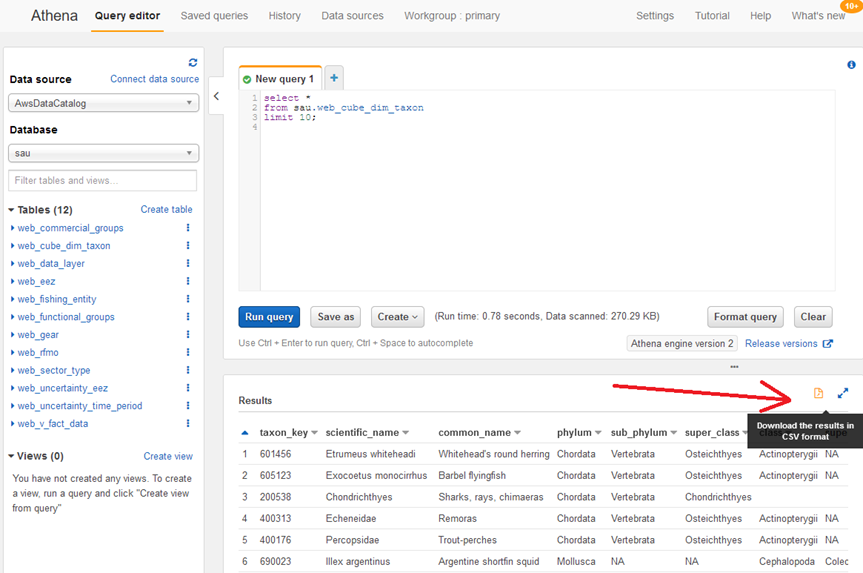 Athena Query editor Saved queries History Data sources Workgroup : primary Settings Tutorial Help What's new 10+
Data source Connect data source
AwsDataCatalog
Database
sau
Filter tables and views...
Tables (12) Create table
web_commercial_groups
web_cube_dim_taxon
web_data_layer
web_eez
web_fishing_entity
web_functional_groups
web_gear
web_rfmo
web_sector_type
web_uncertainty_eez
web_uncertainty_time_period
web_v_fact_data
Views (0) Create view
You have not created any views. To create
a view, run a query and click "Create view
from query"
New query 1 +
1 select *
2 from sau.web_cube_dim_taxon
3 limit 10;
4
Run query Save as Create (Run time: 0.78 seconds, Data scanned: 270.29 KB) Format query Clear
Use Ctrl + Enter to run query, Ctrl + Space to autocomplete Athena engine version 2 Release versions
Results
Download the results in
CSV format
taxon_key scientific_name common_name phylum sub_phylum super_class
1 601456 Etrumeus whiteheadi Whitehead's round herring Chordata Vertebrata Osteichthyes Actinopterygii NA
2 605123 Exocoetus monocirrhus Barbel flyingfish Chordata Vertebrata Osteichthyes Actinopterygii NA
3 200538 Chondrichthyes Sharks, rays, chimaeras Chordata Vertebrata Chondrichthyes
4 400313 Echeneidae Remoras Chordata Vertebrata Osteichthyes Actinopterygii NA
5 400176 Percopsidae Trout-perches Chordata Vertebrata Osteichthyes Actinopterygii NA
6 690023 Illex argentinus Argentine shortfin squid Mollusca NA NA Cephalopoda Coleo